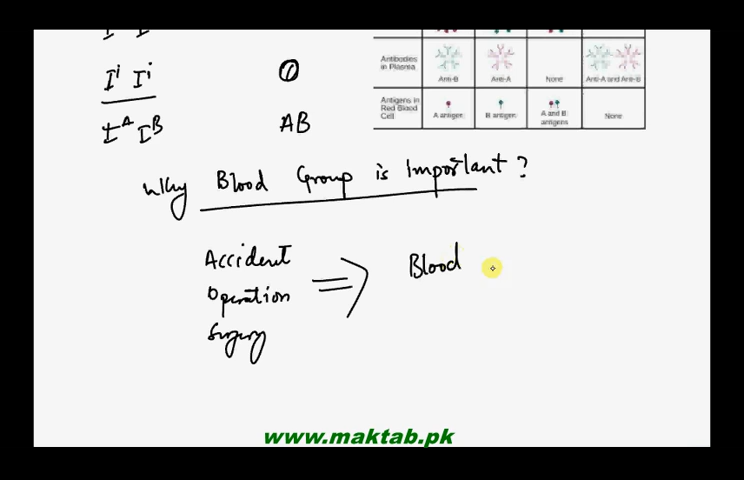 I^i I^i O
I^A I^B AB
Antibodies in Plasma Anti-B Anti-A None Anti-A and Anti-B
Antigens in Red Blood Cell A antigen B antigen A and B antigens None
Why Blood Group is Important?
Accident
Operation
Surgery
Blood
www.maktab.pk